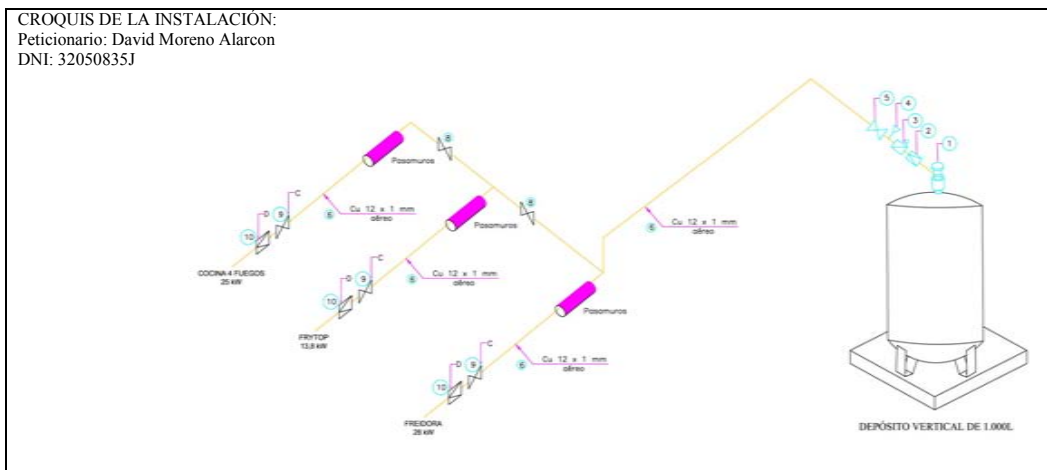 CROQUIS DE LA INSTALACIÓN:
Peticionario: David Moreno Alarcon
DNI: 32050835J
5
4
3
2
1
8
Pasamuros
C
9
D
10
6
Cu 12 x 1 mm
aéreo
COCINA 4 FUEGOS
25 kW
8
Pasamuros
C
9
D
10
6
Cu 12 x 1 mm
aéreo
FRYTOP
13,8 kW
6
Cu 12 x 1 mm
aéreo
Pasamuros
C
9
D
10
6
Cu 12 x 1 mm
aéreo
FREIDORA
28 kW
DEPÓSITO VERTICAL DE 1.000L